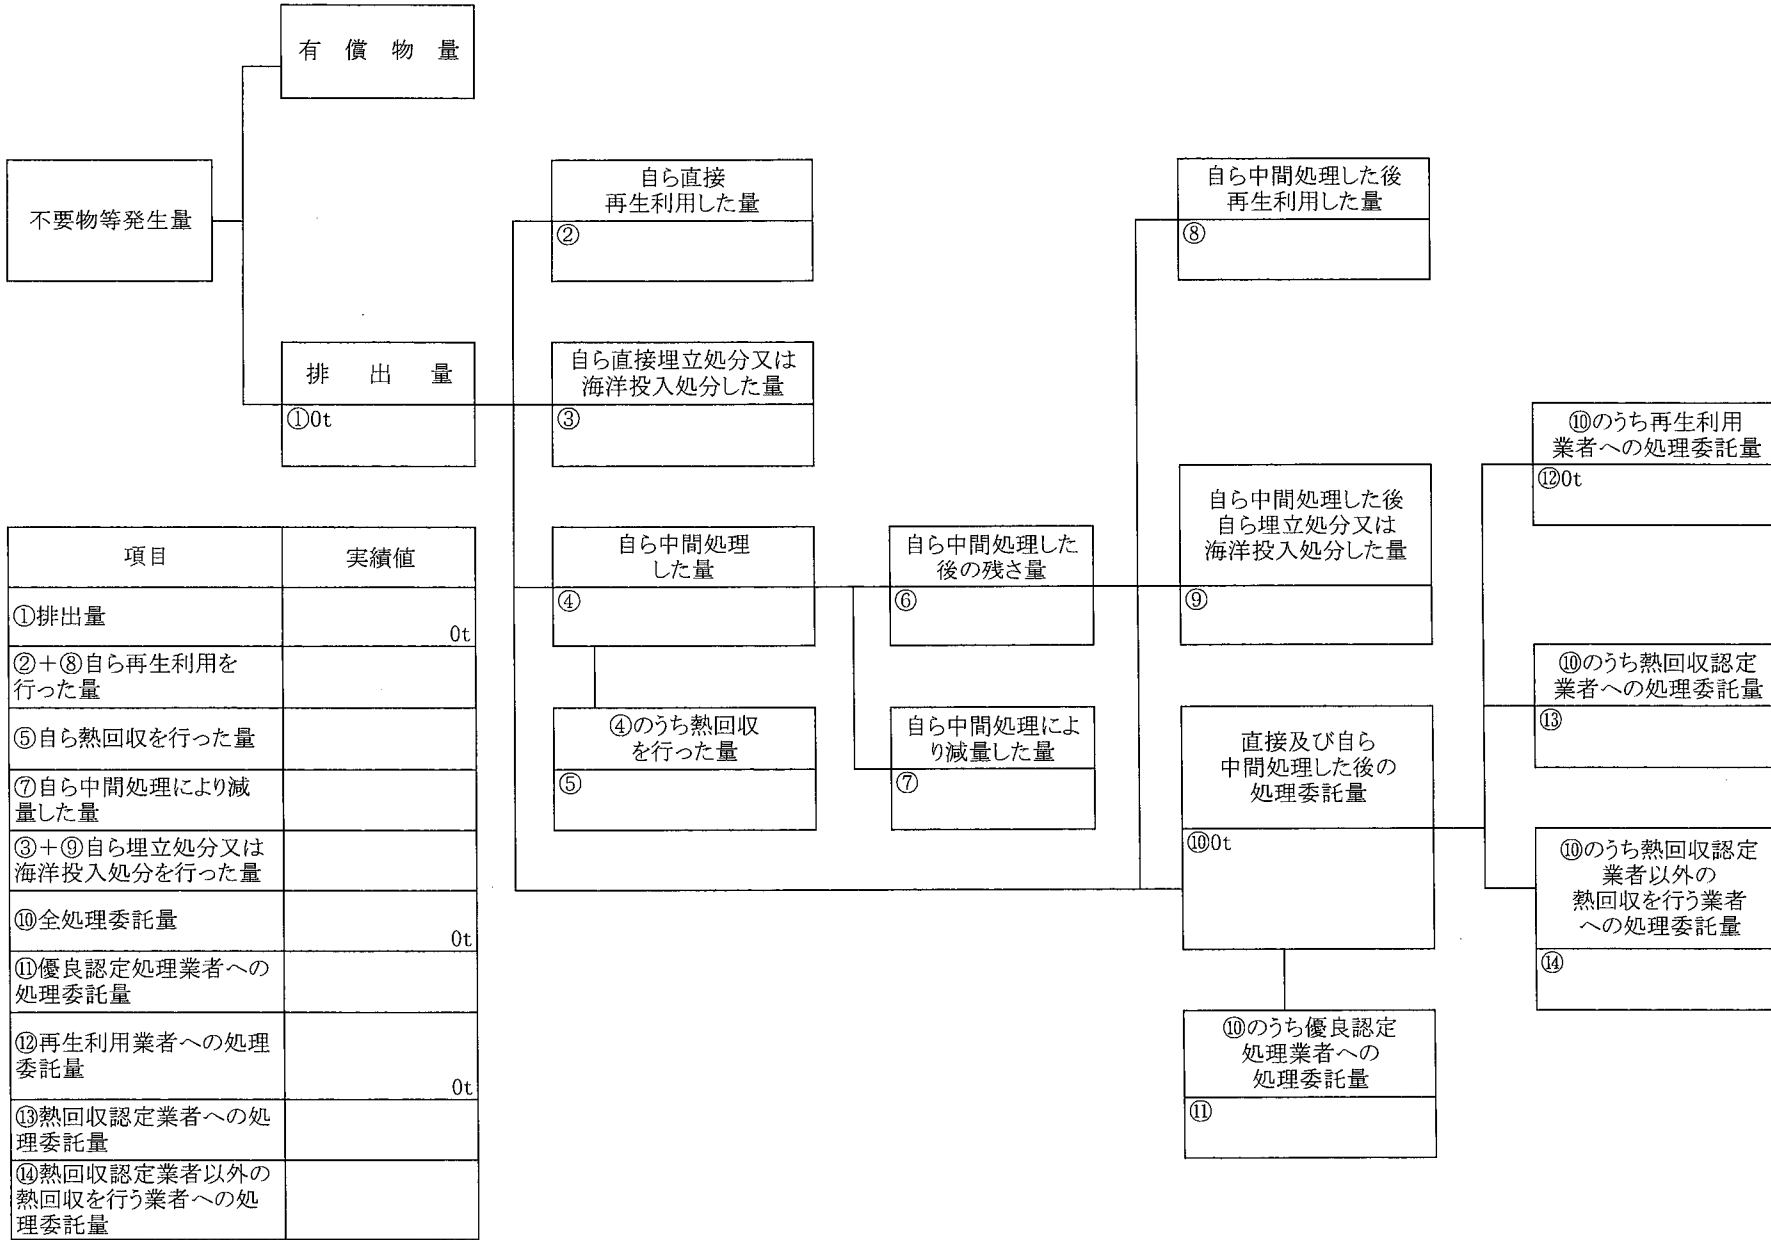 有償物量
不要物等発生量
排出量
①0t
自ら直接
再生利用した量
②
自ら直接埋立処分又は
海洋投入処分した量
③
自ら中間処理
した量
④
④のうち熱回収
を行った量
⑤
自ら中間処理した
後の残さ量
⑥
自ら中間処理によ
り減量した量
⑦
自ら中間処理した後
再生利用した量
⑧
自ら中間処理した後
自ら埋立処分又は
海洋投入処分した量
⑨
直接及び自ら
中間処理した後の
処理委託量
⑩0t
⑩のうち優良認定
処理業者への
処理委託量
⑪
⑩のうち再生利用
業者への処理委託量
⑫0t
⑩のうち熱回収認定
業者への処理委託量
⑬
⑩のうち熱回収認定
業者以外の
熱回収を行う業者
への処理委託量
⑭
項目 実績値
①排出量
0t
②+⑧自ら再生利用を
行った量
⑤自ら熱回収を行った量
⑦自ら中間処理により減
量した量
③+⑨自ら埋立処分又は
海洋投入処分を行った量
⑩全処理委託量
0t
⑪優良認定処理業者への
処理委託量
⑫再生利用業者への処理
委託量
0t
⑬熱回収認定業者への処
理委託量
⑭熱回収認定業者以外の
熱回収を行う業者への処
理委託量